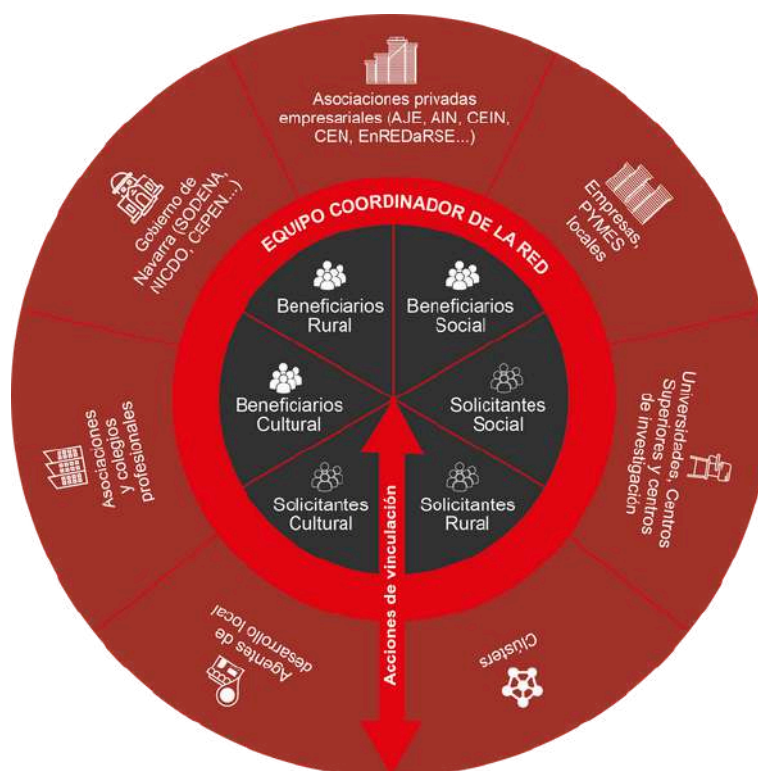 Asociaciones privadas
empresariales (AJE, AIN, CEIN,
CEN, EnREDaRSE...)
Empresas,
PYMES
locales
Universidades, Centros
Superiores y centros
de investigación
Clústers
Agentes de
desarrollo local
Asociaciones
y colegios
profesionales
Gobierno de
Navarra (SODENA,
NICDO, CEPEN...)
EQUIPO COORDINADOR DE LA RED
Beneficiarios
Rural
Beneficiarios
Social
Beneficiarios
Cultural
Solicitantes
Social
Solicitantes
Cultural
Solicitantes
Rural
Acciones de vinculación